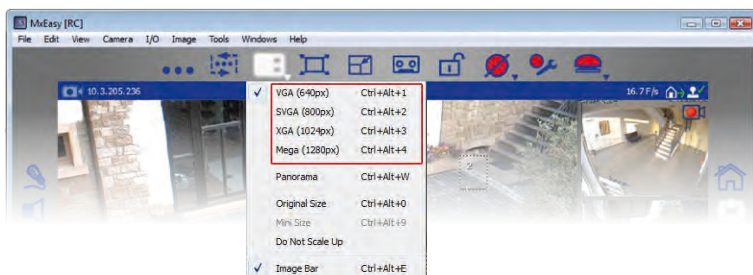 MxEasy [RC]
File Edit View Camera I/O Image Tools Windows Help
10.3.205.236 16.7 F/s
VGA (640px) Ctrl+Alt+1
SVGA (800px) Ctrl+Alt+2
XGA (1024px) Ctrl+Alt+3
Mega (1280px) Ctrl+Alt+4
Panorama Ctrl+Alt+W
Original Size Ctrl+Alt+0
Mini Size Ctrl+Alt+9
Do Not Scale Up
Image Bar Ctrl+Alt+E